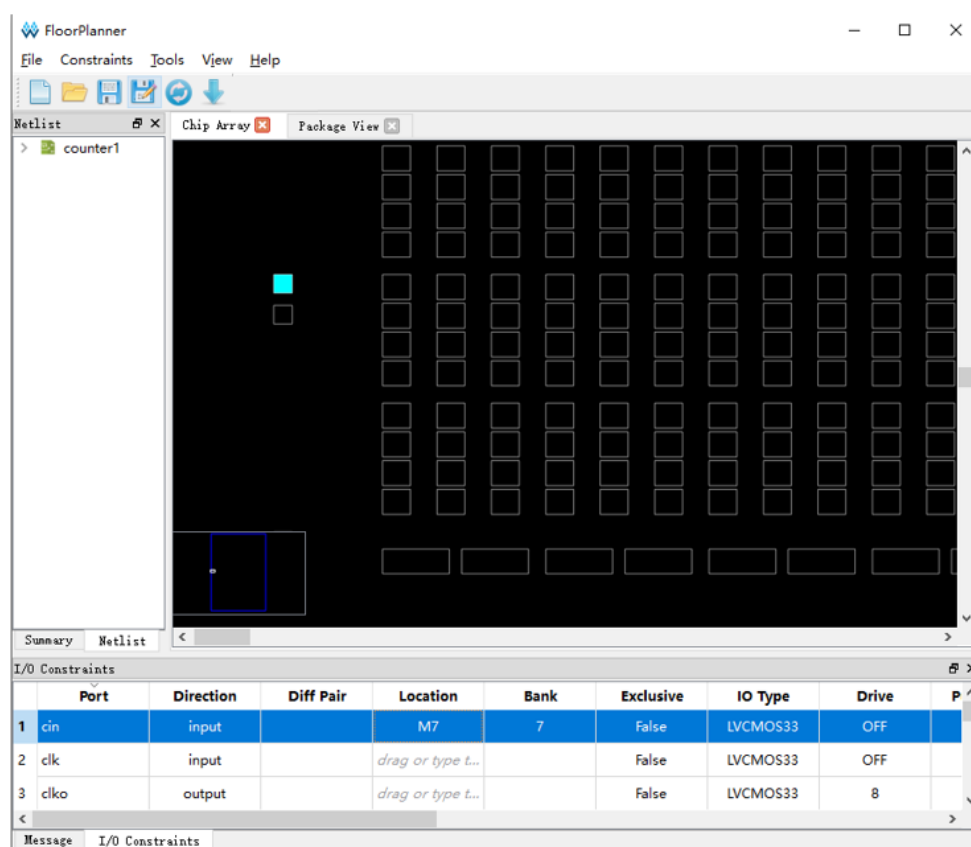 FloorPlanner
File Constraints Tools View Help
Netlist
Chip Array Package View
counter1
Summary Netlist
I/O Constraints
Port Direction Diff Pair Location Bank Exclusive IO Type Drive P
1 cin input M7 7 False LVCMOS33 OFF
2 clk input drag or type t... False LVCMOS33 OFF
3 clko output drag or type t... False LVCMOS33 8
Message I/O Constraints